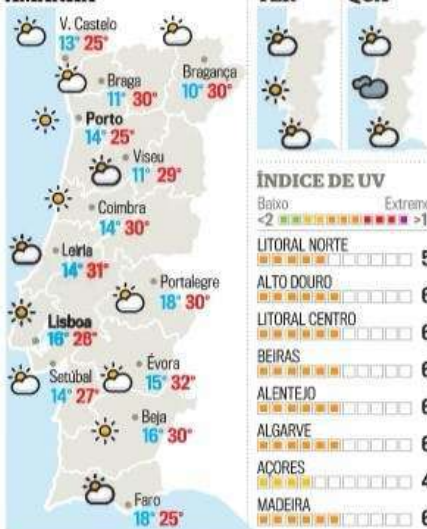 V. Castelo
13° 25°
Bragança
10° 30°
Braga
11° 30°
Porto
14° 25°
Viseu
11° 29°
Coimbra
14° 30°
Leiria
14° 31°
Portalegre
18° 30°
Lisboa
16° 28°
Setúbal
14° 27°
Évora
15° 32°
Beja
16° 30°
Faro
18° 25°
ÍNDICE DE UV
Baixo Extremo
<2 >1
LITORAL NORTE 5
ALTO DOURO 6
LITORAL CENTRO 6
BEIRAS 6
ALENTEJO 6
ALGARVE 6
AÇORES 4
MADEIRA 6